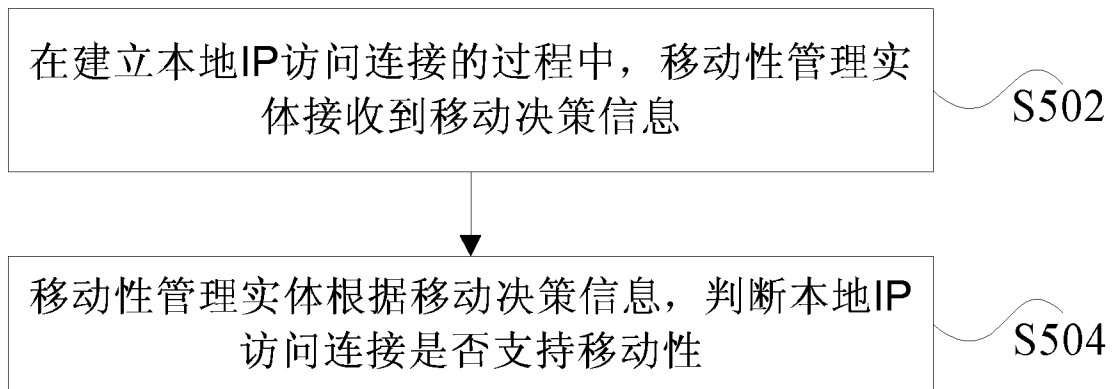 在建立本地IP访问连接的过程中，移动性管理实
体接收到移动决策信息
S502
移动性管理实体根据移动决策信息，判断本地IP
访问连接是否支持移动性
S504